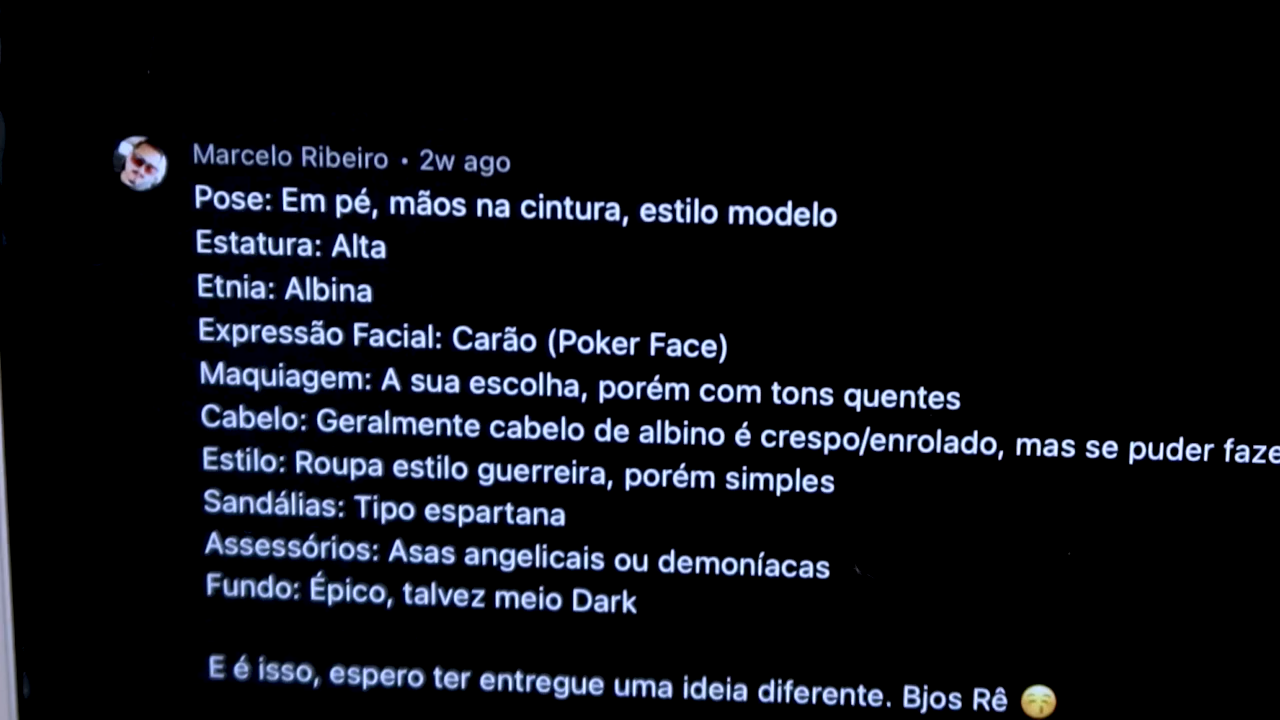 Marcelo Ribeiro • 2w ago
Pose: Em pé, mãos na cintura, estilo modelo
Estatura: Alta
Etnia: Albina
Expressão Facial: Carão (Poker Face)
Maquiagem: A sua escolha, porém com tons quentes
Cabelo: Geralmente cabelo de albino é crespo/enrolado, mas se puder faze
Estilo: Roupa estilo guerreira, porém simples
Sandálias: Tipo espartana
Assessórios: Asas angelicais ou demoníacas
Fundo: Épico, talvez meio Dark
E é isso, espero ter entregue uma ideia diferente. Bjos Rê 😚